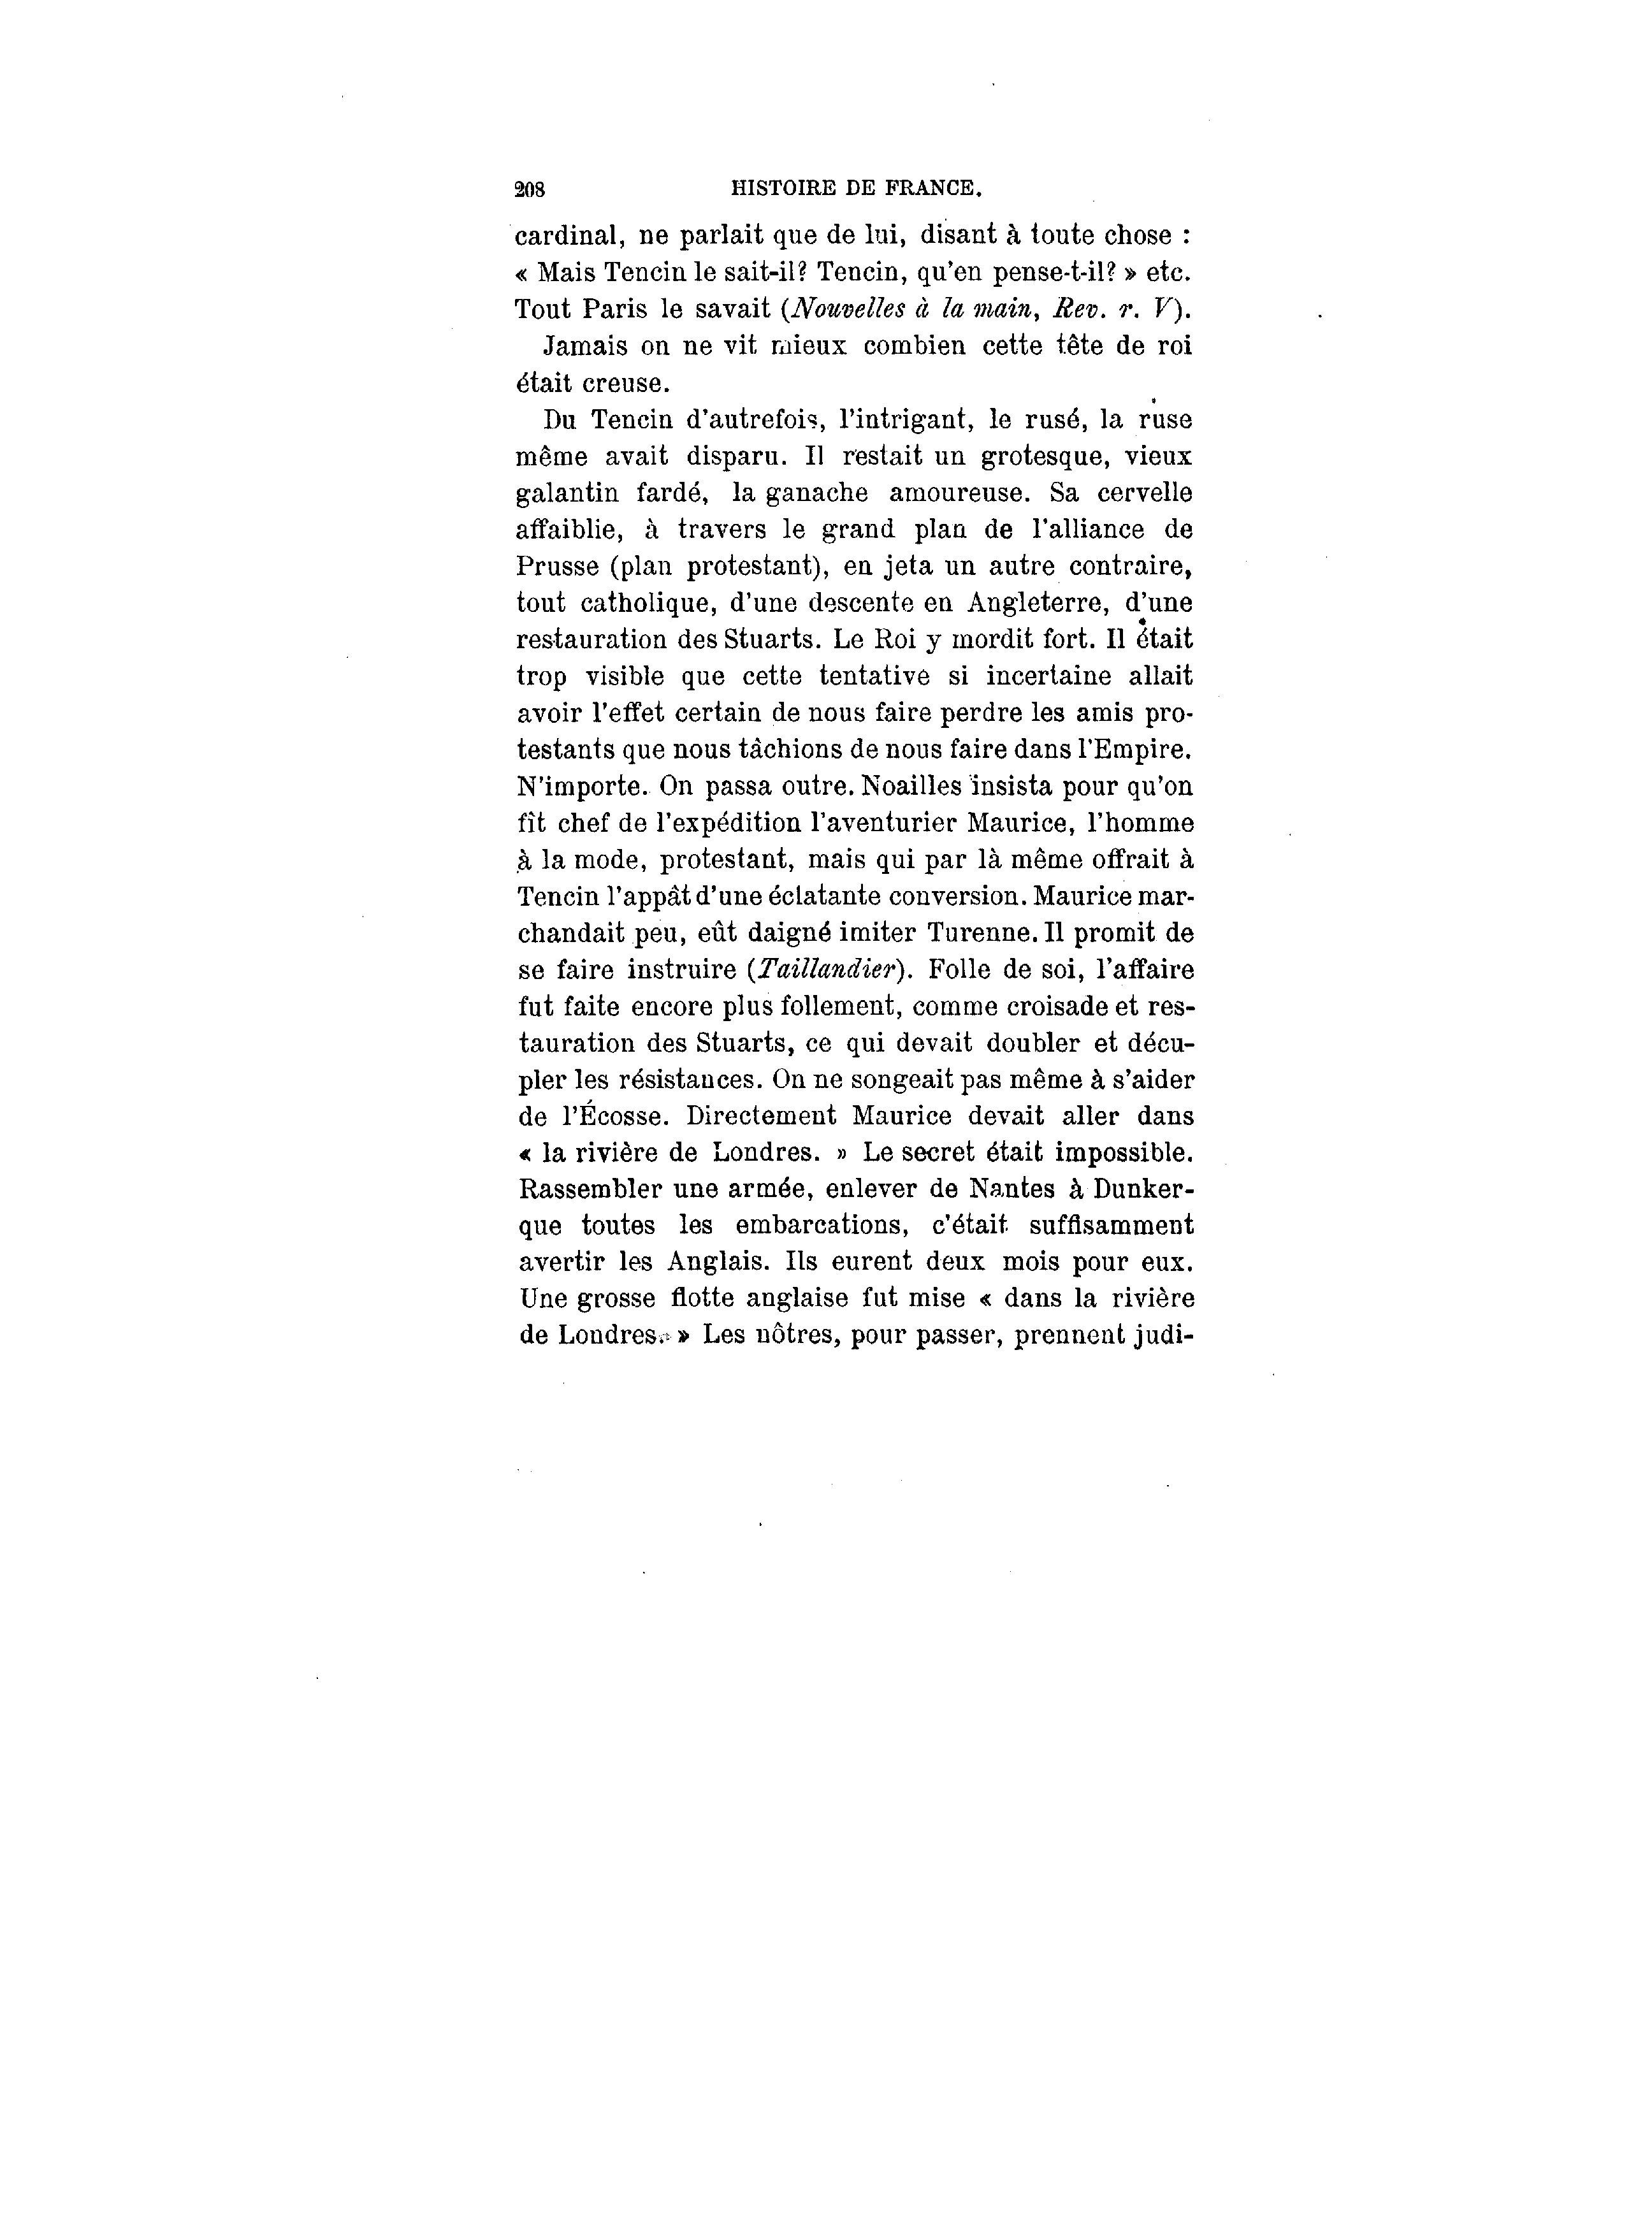 208 HISTOIRE DE FRANCE.
cardinal, ne parlait que de lui, disant à toute chose :
« Mais Tencin le sait-il? Tencin, qu'en pense-t-il? » etc.
Tout Paris le savait (Nouvelles à la main, Rev. r. V).
Jamais on ne vit mieux combien cette tête de roi
était creuse.
Du Tencin d'autrefois, l'intrigant, le rusé, la ruse
même avait disparu. Il restait un grotesque, vieux
galantin fardé, la ganache amoureuse. Sa cervelle
affaiblie, à travers le grand plan de l'alliance de
Prusse (plan protestant), en jeta un autre contraire,
tout catholique, d'une descente en Angleterre, d'une
restauration des Stuarts. Le Roi y mordit fort. Il était
trop visible que cette tentative si incertaine allait
avoir l'effet certain de nous faire perdre les amis pro-
testants que nous tâchions de nous faire dans l'Empire.
N'importe. On passa outre. Noailles insista pour qu'on
fît chef de l'expédition l'aventurier Maurice, l'homme
à la mode, protestant, mais qui par là même offrait à
Tencin l'appât d'une éclatante conversion. Maurice mar-
chandait peu, eût daigné imiter Turenne. Il promit de
se faire instruire (Taillandier). Folle de soi, l'affaire
fut faite encore plus follement, comme croisade et res-
tauration des Stuarts, ce qui devait doubler et décu-
pler les résistances. On ne songeait pas même à s'aider
de l'Écosse. Directement Maurice devait aller dans
« la rivière de Londres. » Le secret était impossible.
Rassembler une armée, enlever de Nantes à Dunker-
que toutes les embarcations, c'était suffisamment
avertir les Anglais. Ils eurent deux mois pour eux.
Une grosse flotte anglaise fut mise « dans la rivière
de Londres. » Les nôtres, pour passer, prennent judi-